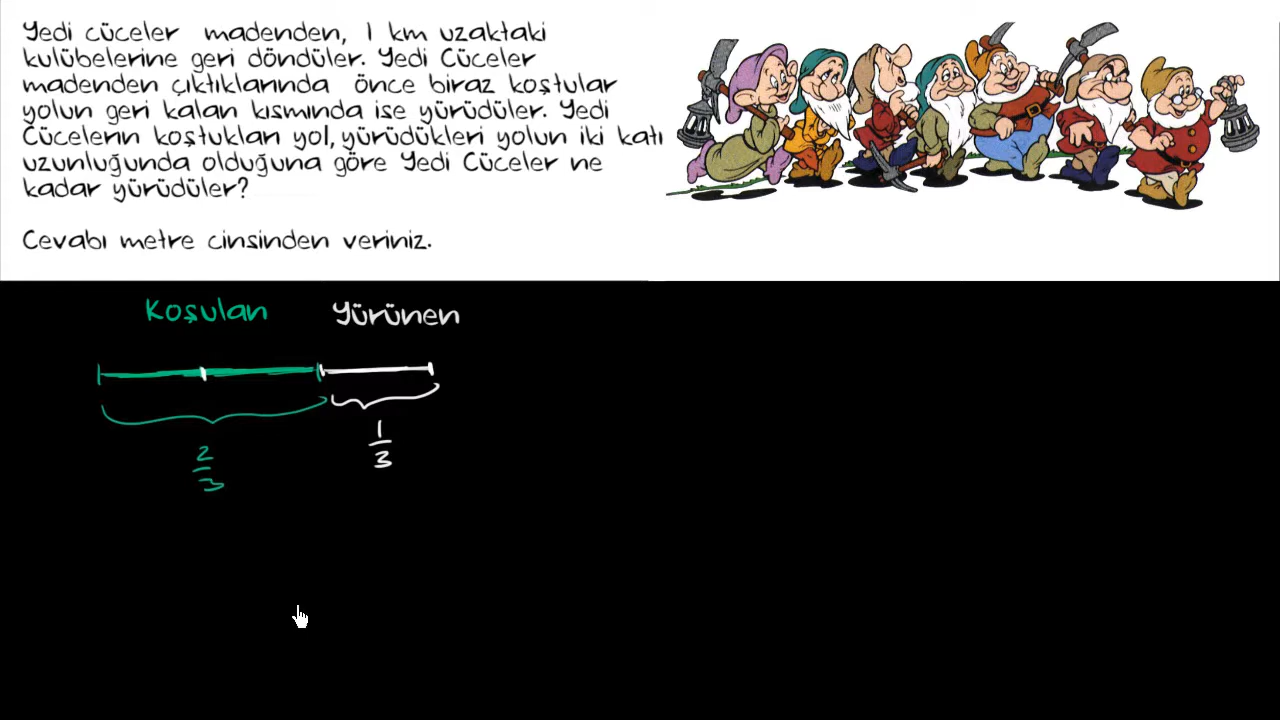 Yedi cüceler madenden, 1 km uzaktaki
kulübelerine geri döndüler. Yedi Cüceler
madenden çıktıklarında önce biraz koştular
yolun geri kalan kısmında ise yürüdüler. Yedi
Cücelerin koştukları yol, yürüdükleri yolun iki katı
uzunluğunda olduğuna göre Yedi Cüceler ne
kadar yürüdüler?
Cevabı metre cinsinden veriniz.
Koşulan Yürünen
2/3 1/3